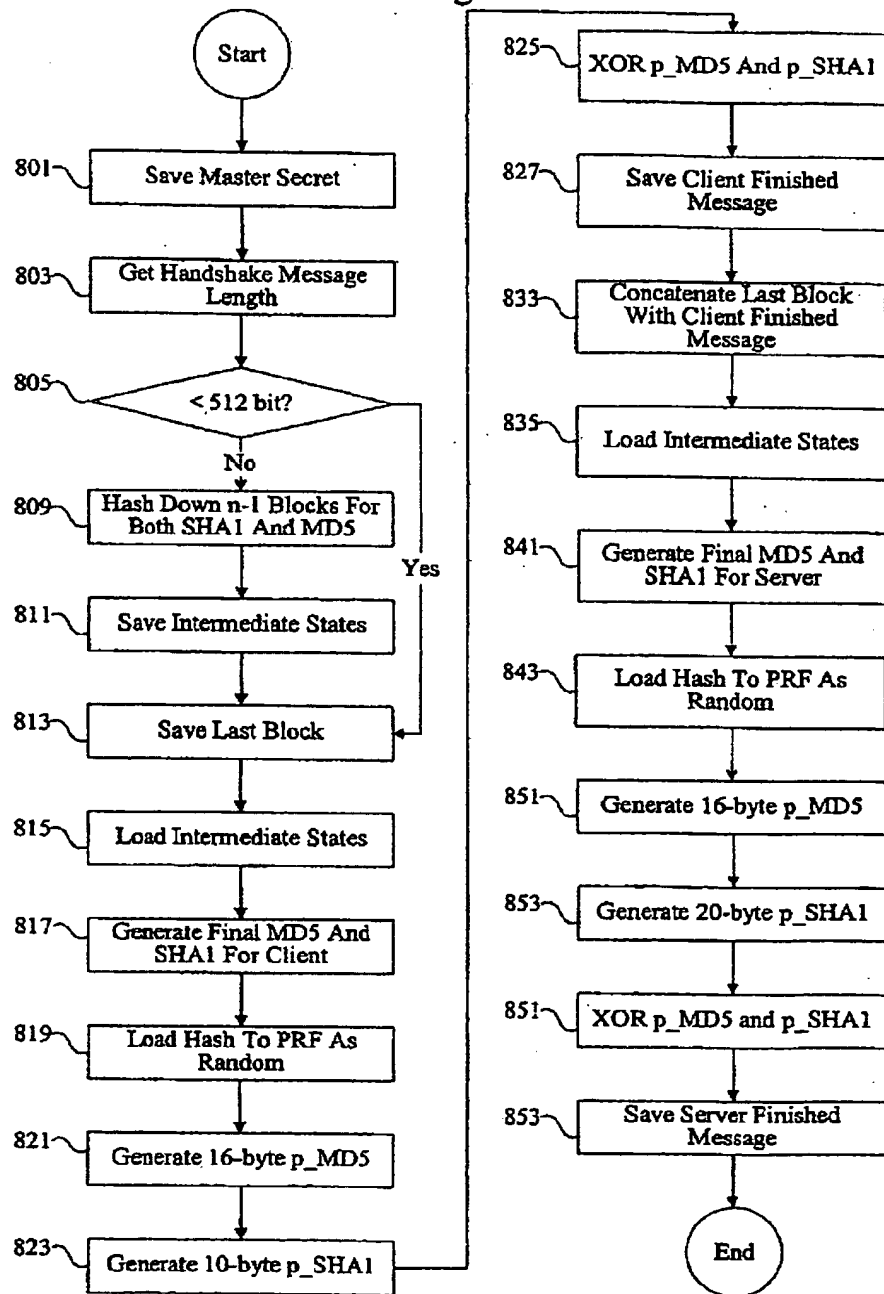 Start
801
Save Master Secret
803
Get Handshake Message
Length
805
< 512 bit?
No
Yes
809
Hash Down n-1 Blocks For
Both SHA1 And MD5
811
Save Intermediate States
813
Save Last Block
815
Load Intermediate States
817
Generate Final MD5 And
SHA1 For Client
819
Load Hash To PRF As
Random
821
Generate 16-byte p_MD5
823
Generate 10-byte p_SHA1
825
XOR p_MD5 And p_SHA1
827
Save Client Finished
Message
833
Concatenate Last Block
With Client Finished
Message
835
Load Intermediate States
841
Generate Final MD5 And
SHA1 For Server
843
Load Hash To PRF As
Random
851
Generate 16-byte p_MD5
853
Generate 20-byte p_SHA1
851
XOR p_MD5 and p_SHA1
853
Save Server Finished
Message
End